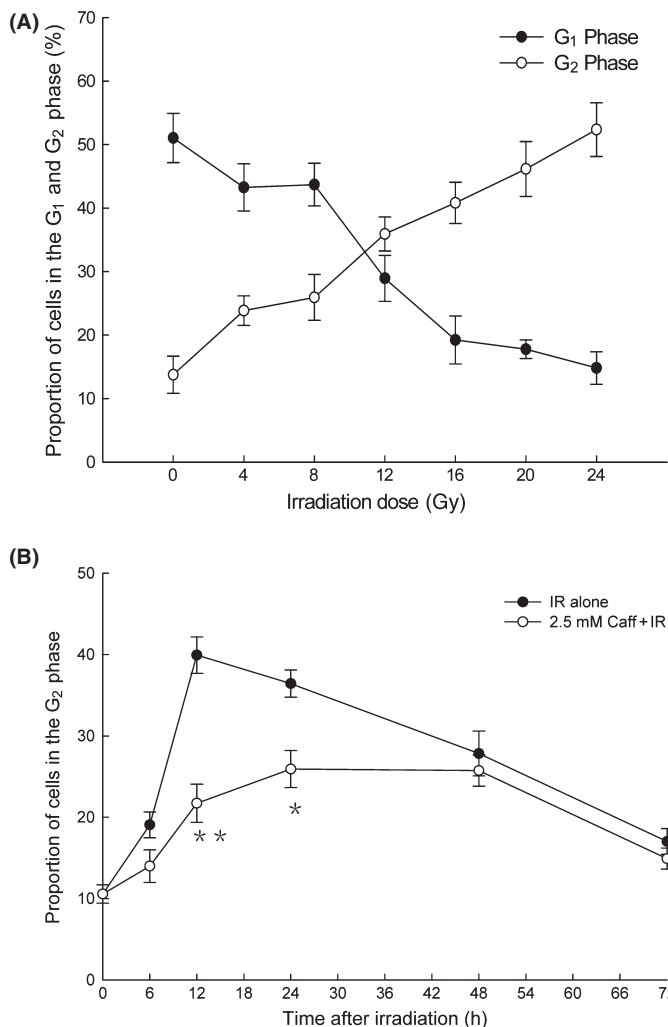 (A)
70
60
50
40
30
20
10
0
Proportion of cells in the G₁ and G₂ phase (%)
G₁ Phase
G₂ Phase
0 4 8 12 16 20 24
Irradiation dose (Gy)
(B)
50
40
30
20
10
0
Proportion of cells in the G₂ phase
IR alone
2.5 mM Caff + IR
* *
*
0 6 12 18 24 30 36 42 48 54 60 66 72
Time after irradiation (h)